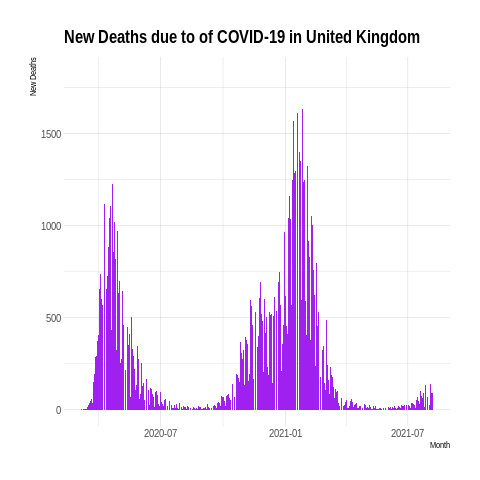 New Deaths due to of COVID-19 in United Kingdom
New Deaths
1500
1000
500
0
2020-07
2021-01
2021-07
Month